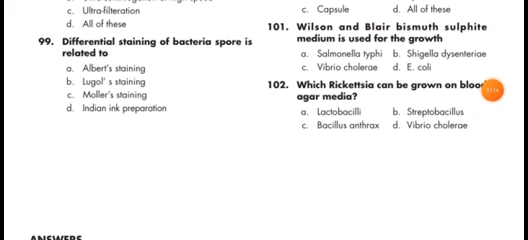 c. Ultra-filteration
d. All of these
99. Differential staining of bacteria spore is
related to
a. Albert's staining
b. Lugol' s staining
c. Moller's staining
d. Indian ink preparation
c. Capsule d. All of these
101. Wilson and Blair bismuth sulphite
medium is used for the growth
a. Salmonella typhi b. Shigella dysenteriae
c. Vibrio cholerae d. E. coli
102. Which Rickettsia can be grown on blood
agar media?
a. Lactobacilli b. Streptobacillus
c. Bacillus anthrax d. Vibrio cholerae